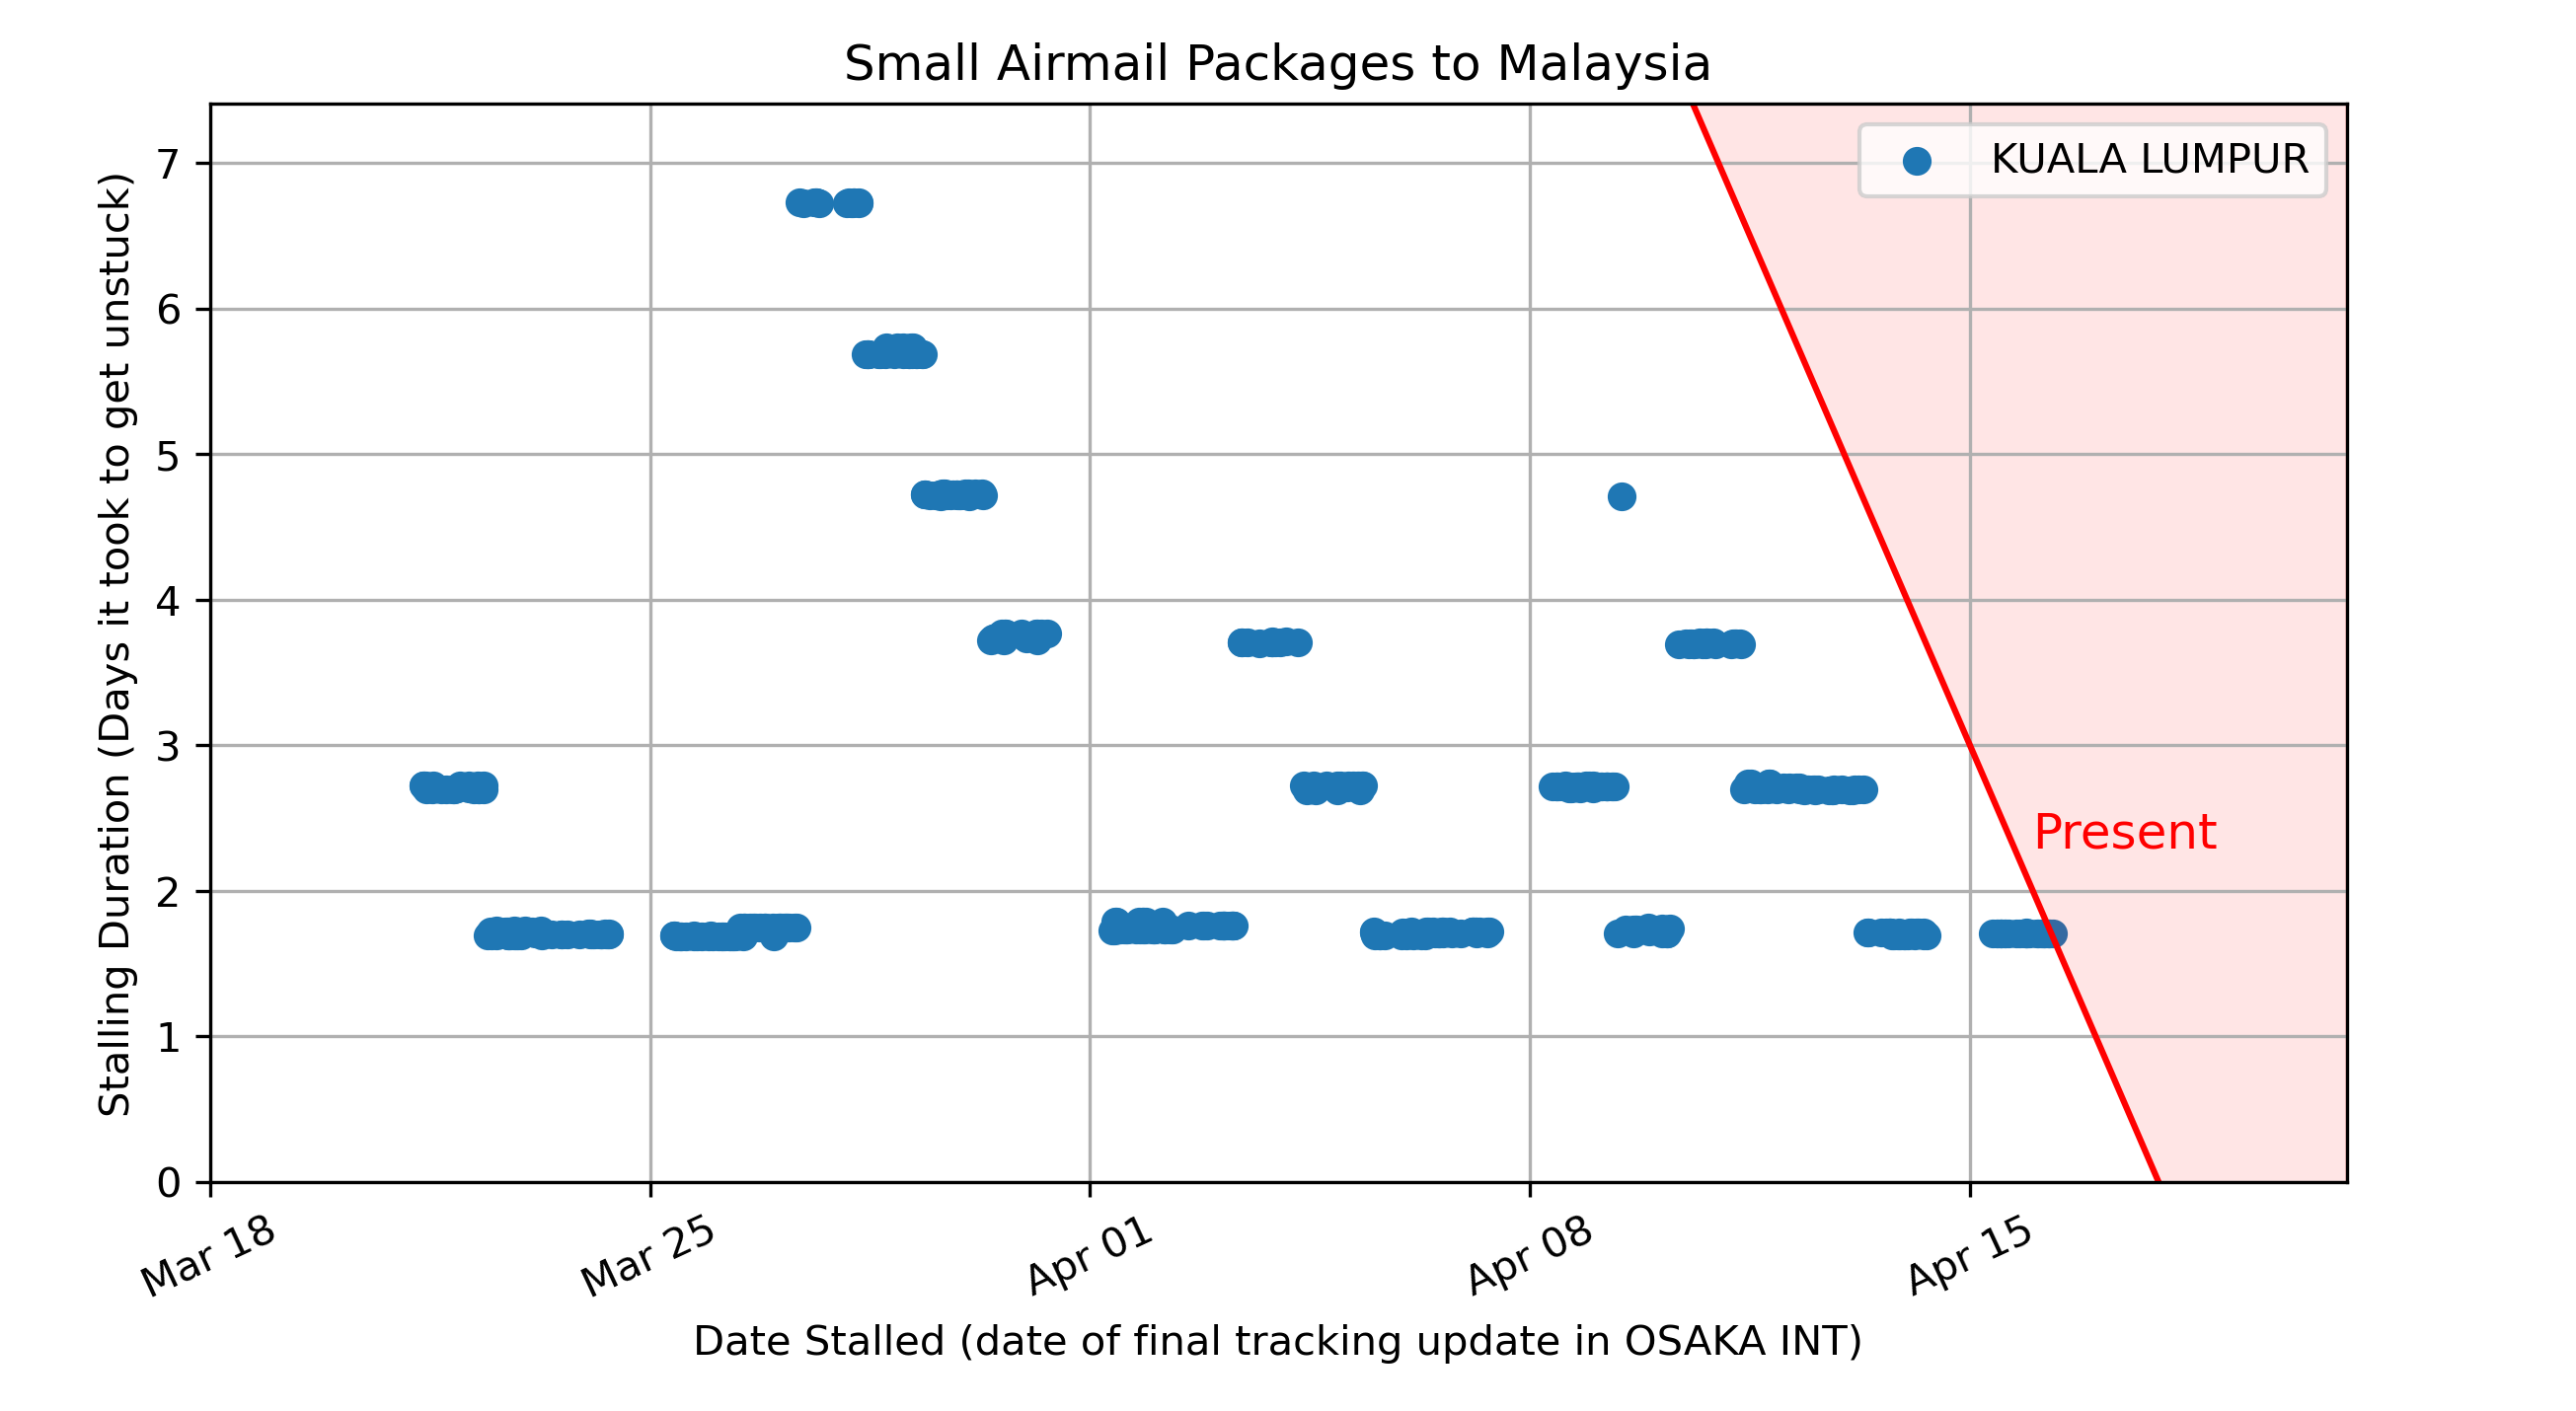 Small Airmail Packages to Malaysia
KUALA LUMPUR
Stalling Duration (Days it took to get unstuck)
7
6
5
4
3
2
1
0
Present
Mar 18
Mar 25
Apr 01
Apr 08
Apr 15
Date Stalled (date of final tracking update in OSAKA INT)